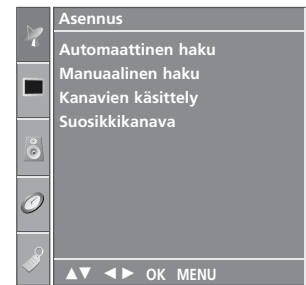 Asennus
Automaattinen haku
Manuaalinen haku
Kanavien käsittely
Suosikkikanava
▲▼ ◄► OK MENU